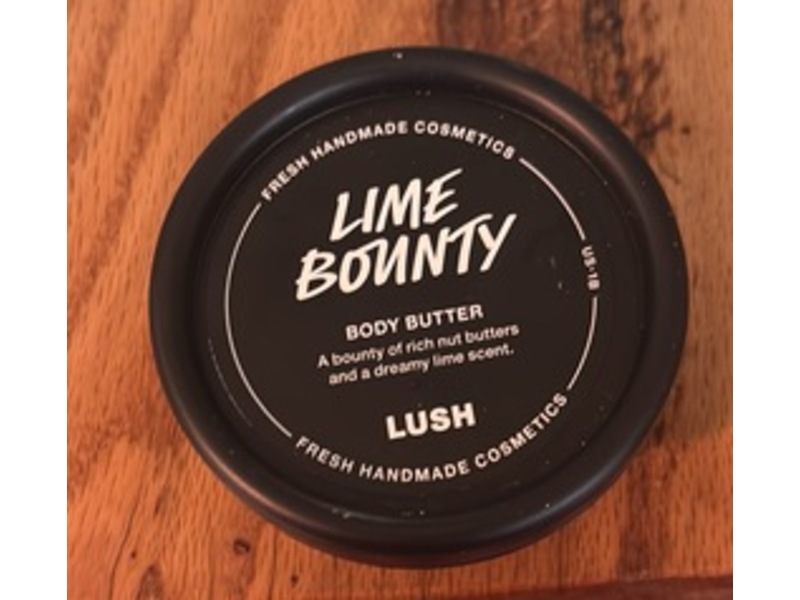 FRESH HANDMADE COSMETICS
LIME
BOUNTY
US-1B
BODY BUTTER
A bounty of rich nut butters
and a dreamy lime scent.
LUSH
FRESH HANDMADE COSMETICS